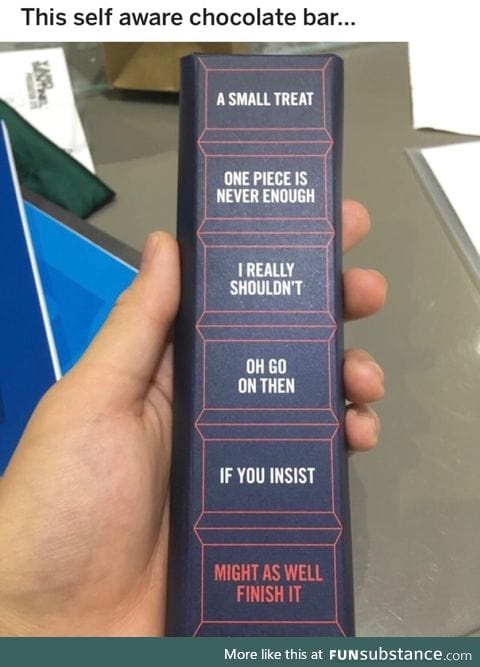 This self aware chocolate bar...
A SMALL TREAT
ONE PIECE IS
NEVER ENOUGH
I REALLY
SHOULDN'T
OH GO
ON THEN
IF YOU INSIST
MIGHT AS WELL
FINISH IT
More like this at FUNsubstance.com